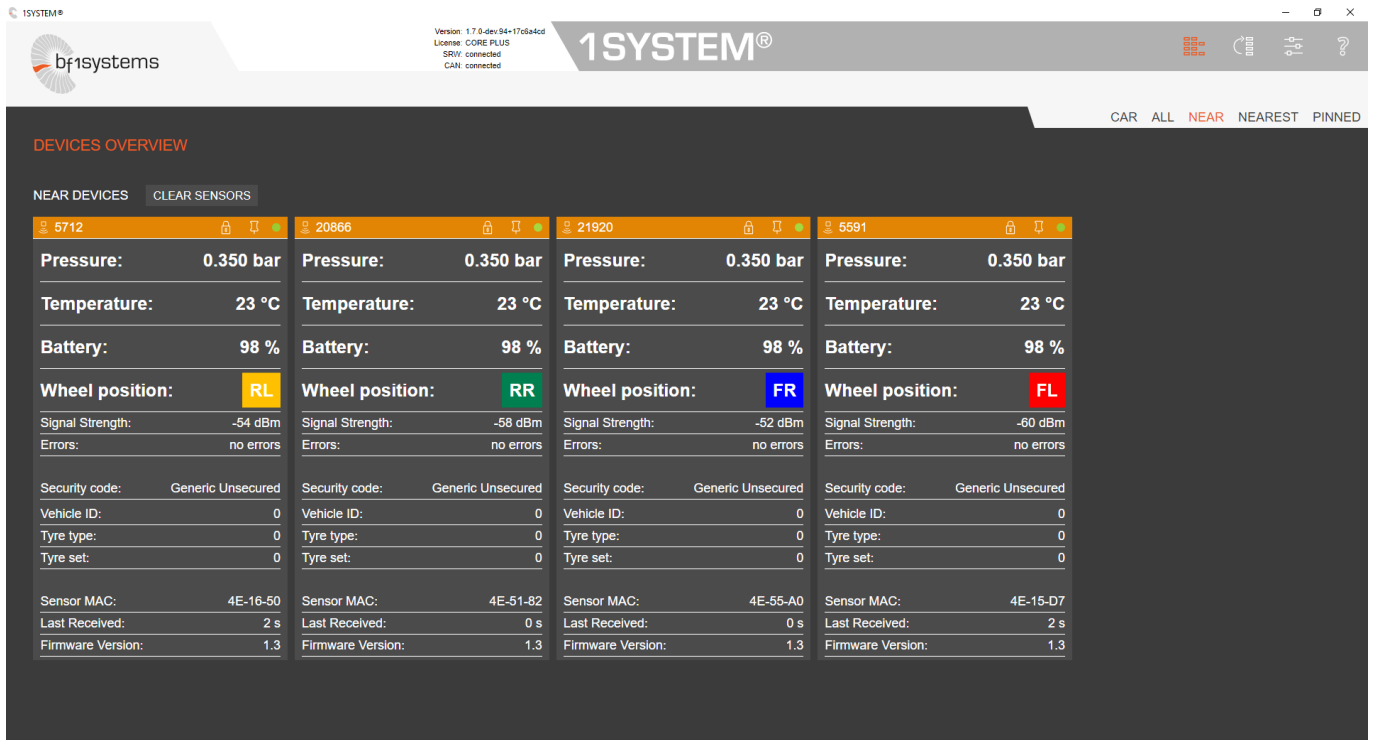 1SYSTEM®
bf1systems
Version: 1.7.0-dev.94+17c6a4cd
License: CORE PLUS
SRW: connected
CAN: connected
1SYSTEM®
CAR ALL NEAR NEAREST PINNED
DEVICES OVERVIEW
NEAR DEVICES CLEAR SENSORS
5712
Pressure: 0.350 bar
Temperature: 23 °C
Battery: 98 %
Wheel position: RL
Signal Strength: -54 dBm
Errors: no errors
Security code: Generic Unsecured
Vehicle ID: 0
Tyre type: 0
Tyre set: 0
Sensor MAC: 4E-16-50
Last Received: 2 s
Firmware Version: 1.3
20866
Pressure: 0.350 bar
Temperature: 23 °C
Battery: 98 %
Wheel position: RR
Signal Strength: -58 dBm
Errors: no errors
Security code: Generic Unsecured
Vehicle ID: 0
Tyre type: 0
Tyre set: 0
Sensor MAC: 4E-51-82
Last Received: 0 s
Firmware Version: 1.3
21920
Pressure: 0.350 bar
Temperature: 23 °C
Battery: 98 %
Wheel position: FR
Signal Strength: -52 dBm
Errors: no errors
Security code: Generic Unsecured
Vehicle ID: 0
Tyre type: 0
Tyre set: 0
Sensor MAC: 4E-55-A0
Last Received: 0 s
Firmware Version: 1.3
5591
Pressure: 0.350 bar
Temperature: 23 °C
Battery: 98 %
Wheel position: FL
Signal Strength: -60 dBm
Errors: no errors
Security code: Generic Unsecured
Vehicle ID: 0
Tyre type: 0
Tyre set: 0
Sensor MAC: 4E-15-D7
Last Received: 2 s
Firmware Version: 1.3